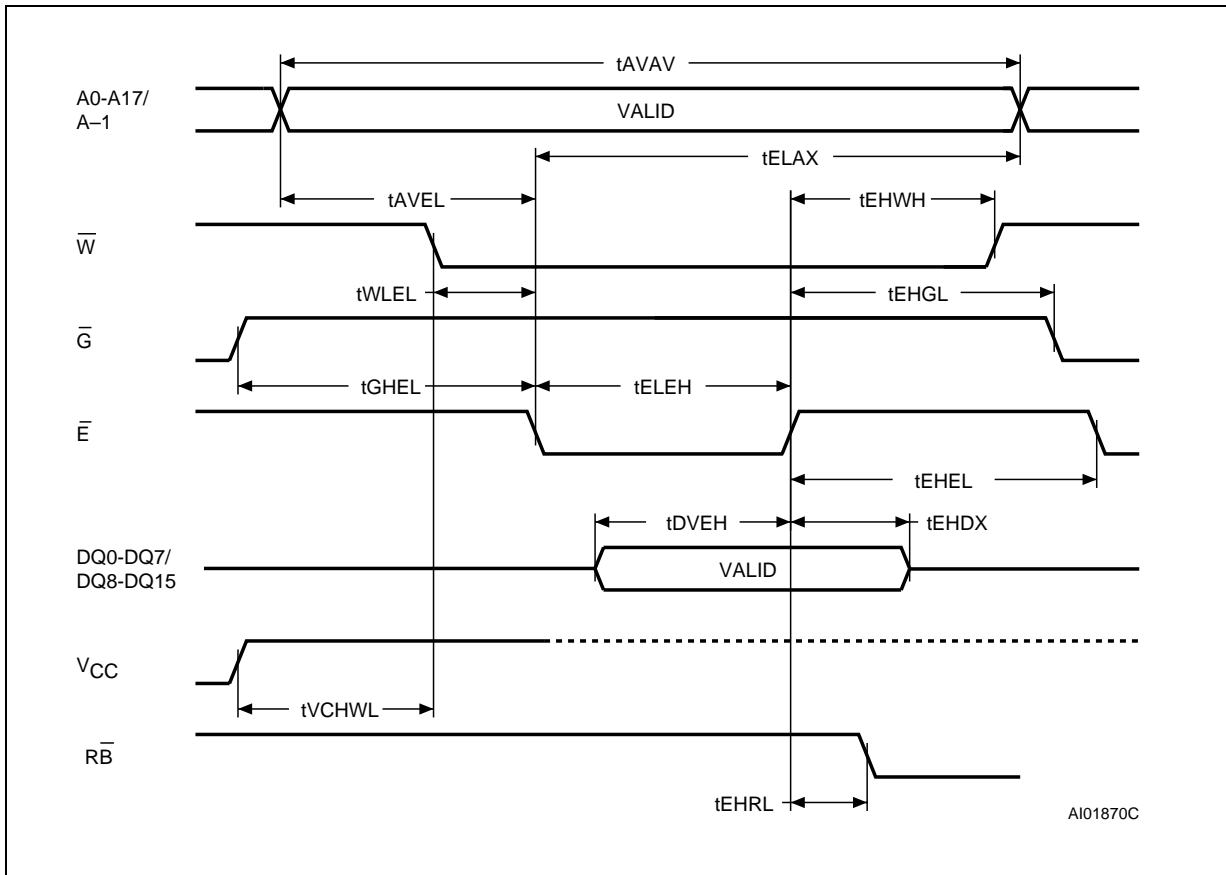 tAVAV
A0-A17/
A–1
VALID
tELAX
tAVEL
tEHWH
W̅
tWLEL
tEHGL
G̅
tGHEL
tELEH
E̅
tEHEL
tDVEH
tEHDX
DQ0-DQ7/
DQ8-DQ15
VALID
VCC
tVCHWL
RB̅
tEHRL
AI01870C